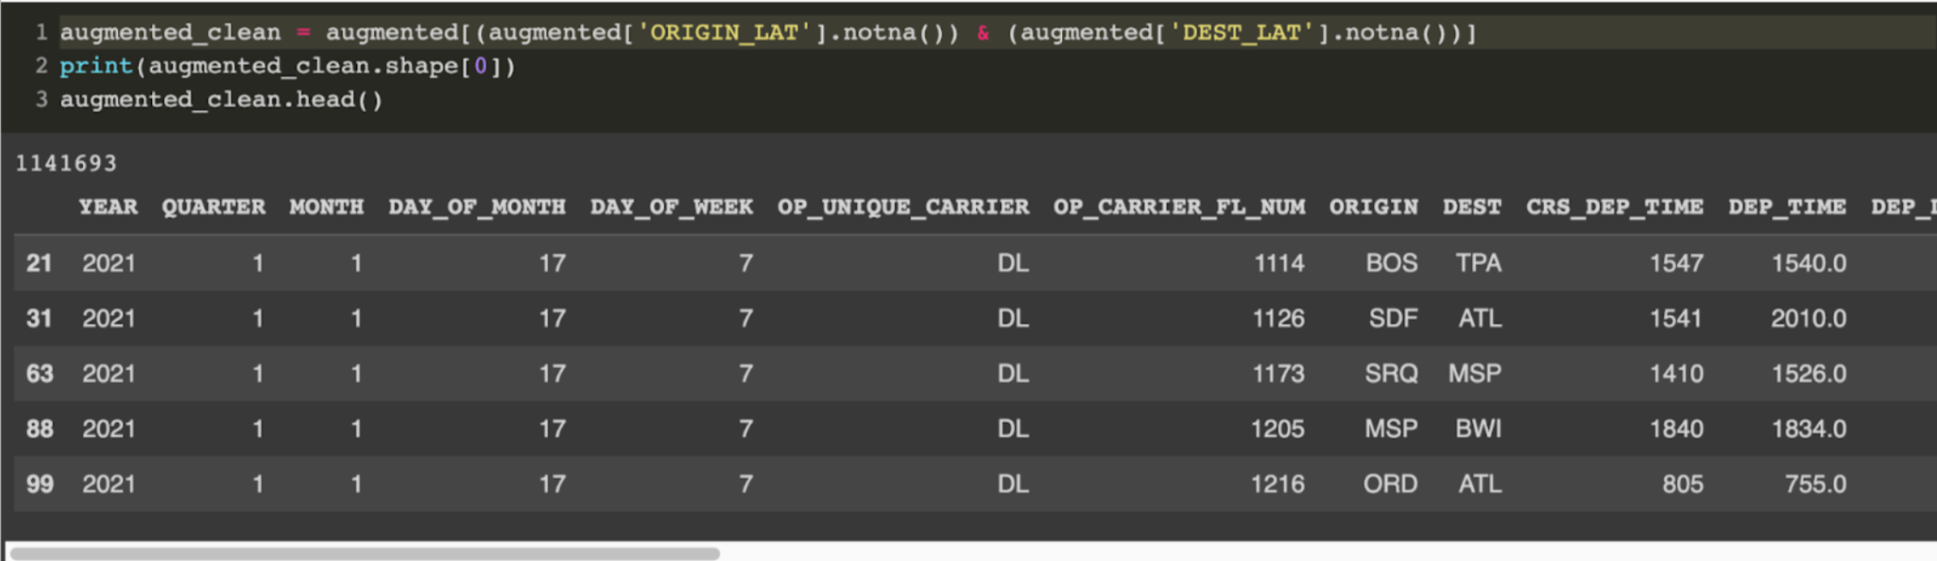 1 augmented_clean = augmented[(augmented['ORIGIN_LAT'].notna()) & (augmented['DEST_LAT'].notna())]
2 print(augmented_clean.shape[0])
3 augmented_clean.head()
1141693
YEAR QUARTER MONTH DAY_OF_MONTH DAY_OF_WEEK OP_UNIQUE_CARRIER OP_CARRIER_FL_NUM ORIGIN DEST CRS_DEP_TIME DEP_TIME
21 2021 1 1 17 7 DL 1114 BOS TPA 1547 1540.0
31 2021 1 1 17 7 DL 1126 SDF ATL 1541 2010.0
63 2021 1 1 17 7 DL 1173 SRQ MSP 1410 1526.0
88 2021 1 1 17 7 DL 1205 MSP BWI 1840 1834.0
99 2021 1 1 17 7 DL 1216 ORD ATL 805 755.0